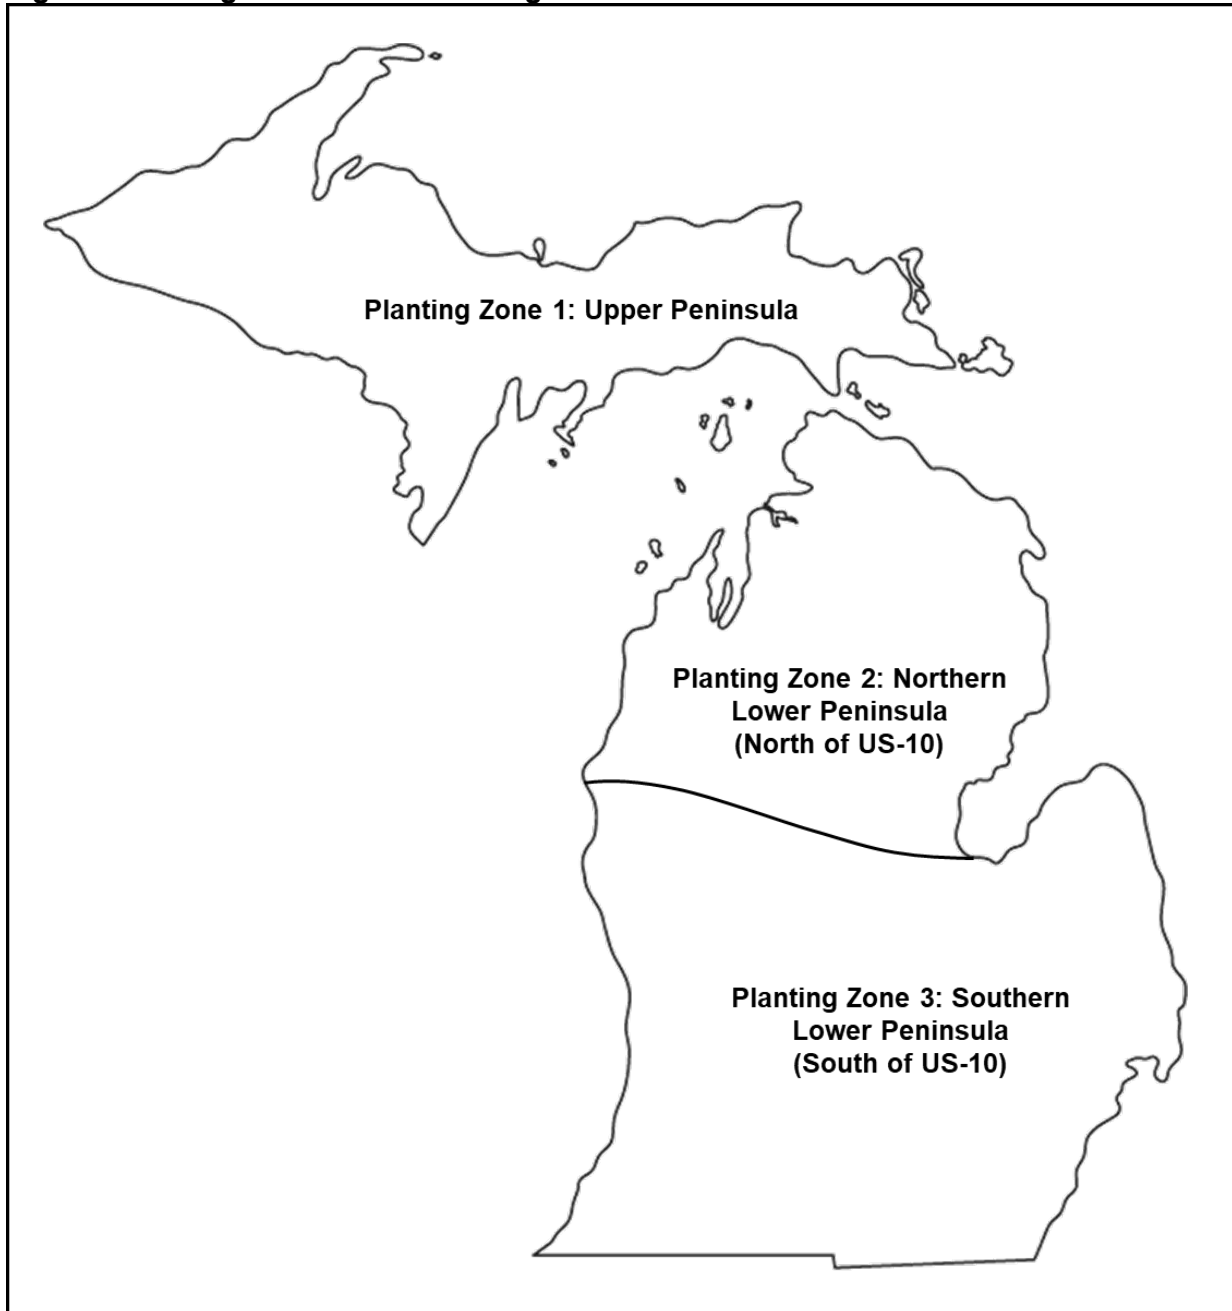 Planting Zone 1: Upper Peninsula
Planting Zone 2: Northern
Lower Peninsula
(North of US-10)
Planting Zone 3: Southern
Lower Peninsula
(South of US-10)